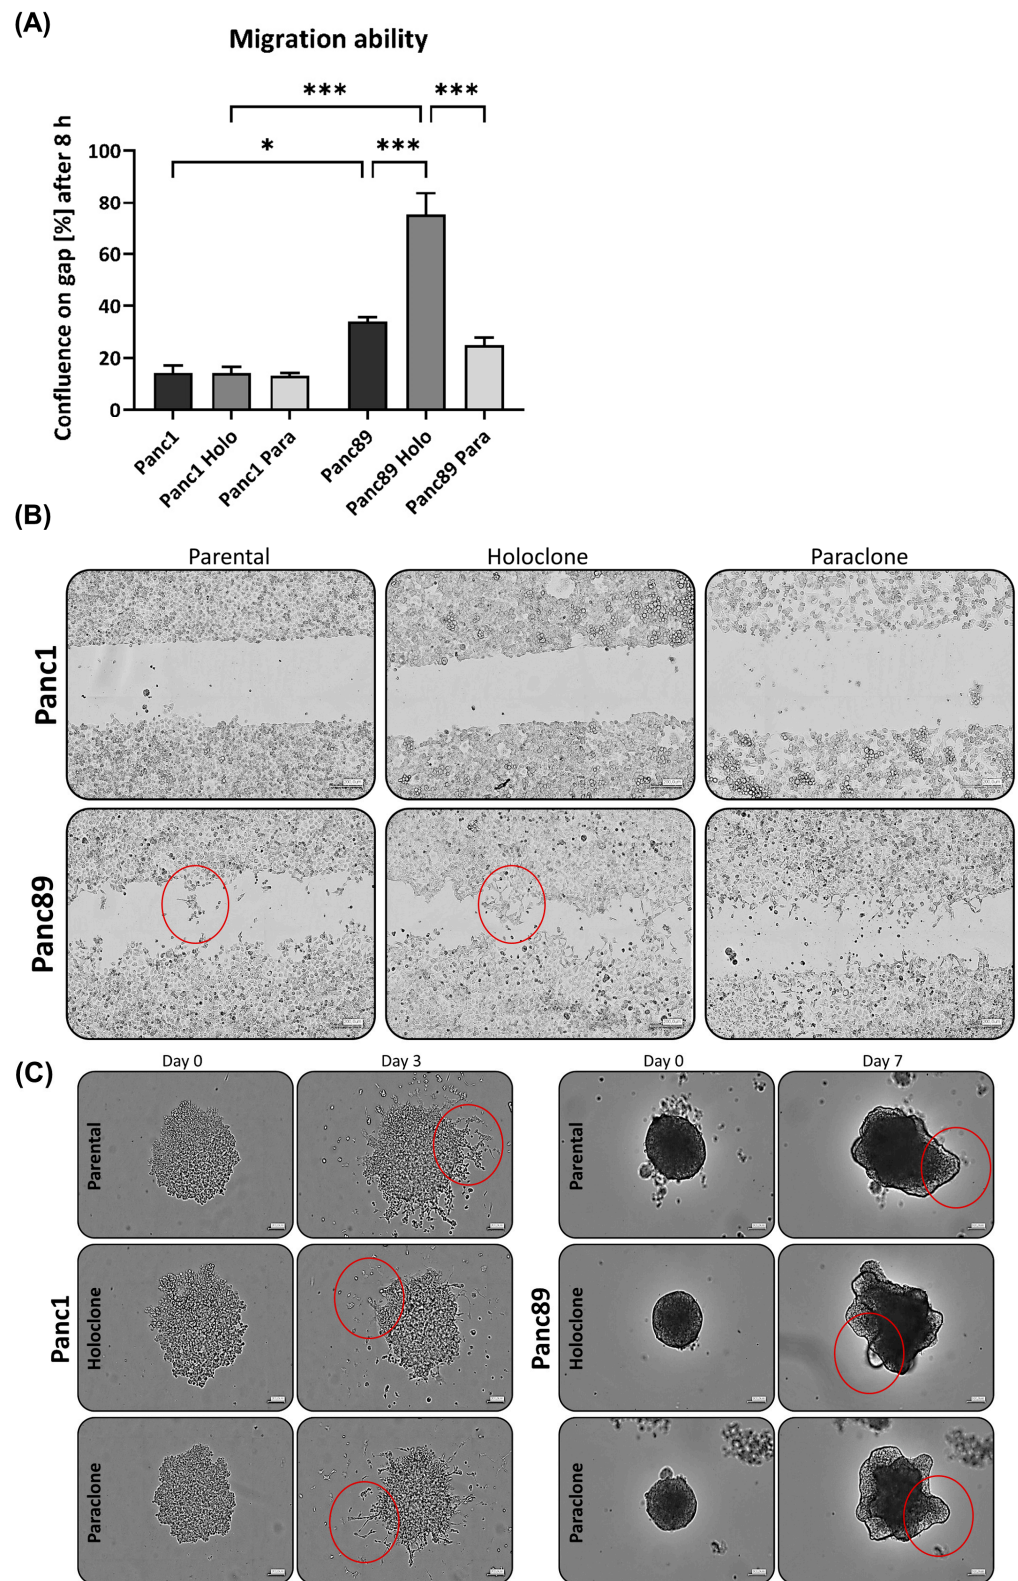 (A)
Migration ability
***
***
*
***
Confluence on gap [%] after 8 h
100
80
60
40
20
0
Panc1
Panc1 Holo
Panc1 Para
Panc89
Panc89 Holo
Panc89 Para
(B)
Parental
Holoclone
Paraclone
Panc1
Panc89
(C)
Day 0
Day 3
Day 0
Day 7
Panc1
Parental
Holoclone
Paraclone
Panc89
Parental
Holoclone
Paraclone